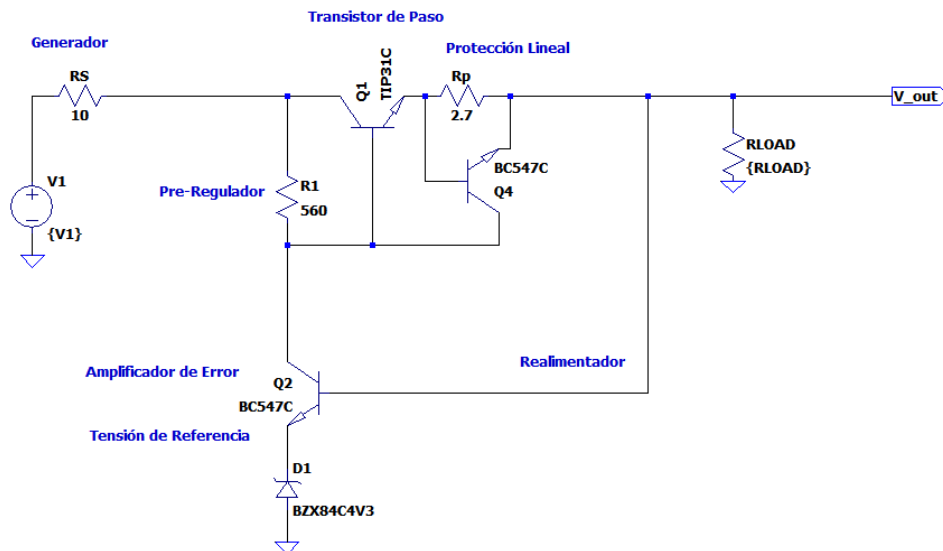 Transistor de Paso
Generador
Protección Lineal
RS
10
Q1
TIP31C
Rp
2.7
V_out
BC547C
Q4
RLOAD
{RLOAD}
V1
{V1}
Pre-Regulador
R1
560
Amplificador de Error
Realimentador
Q2
BC547C
Tensión de Referencia
D1
BZX84C4V3